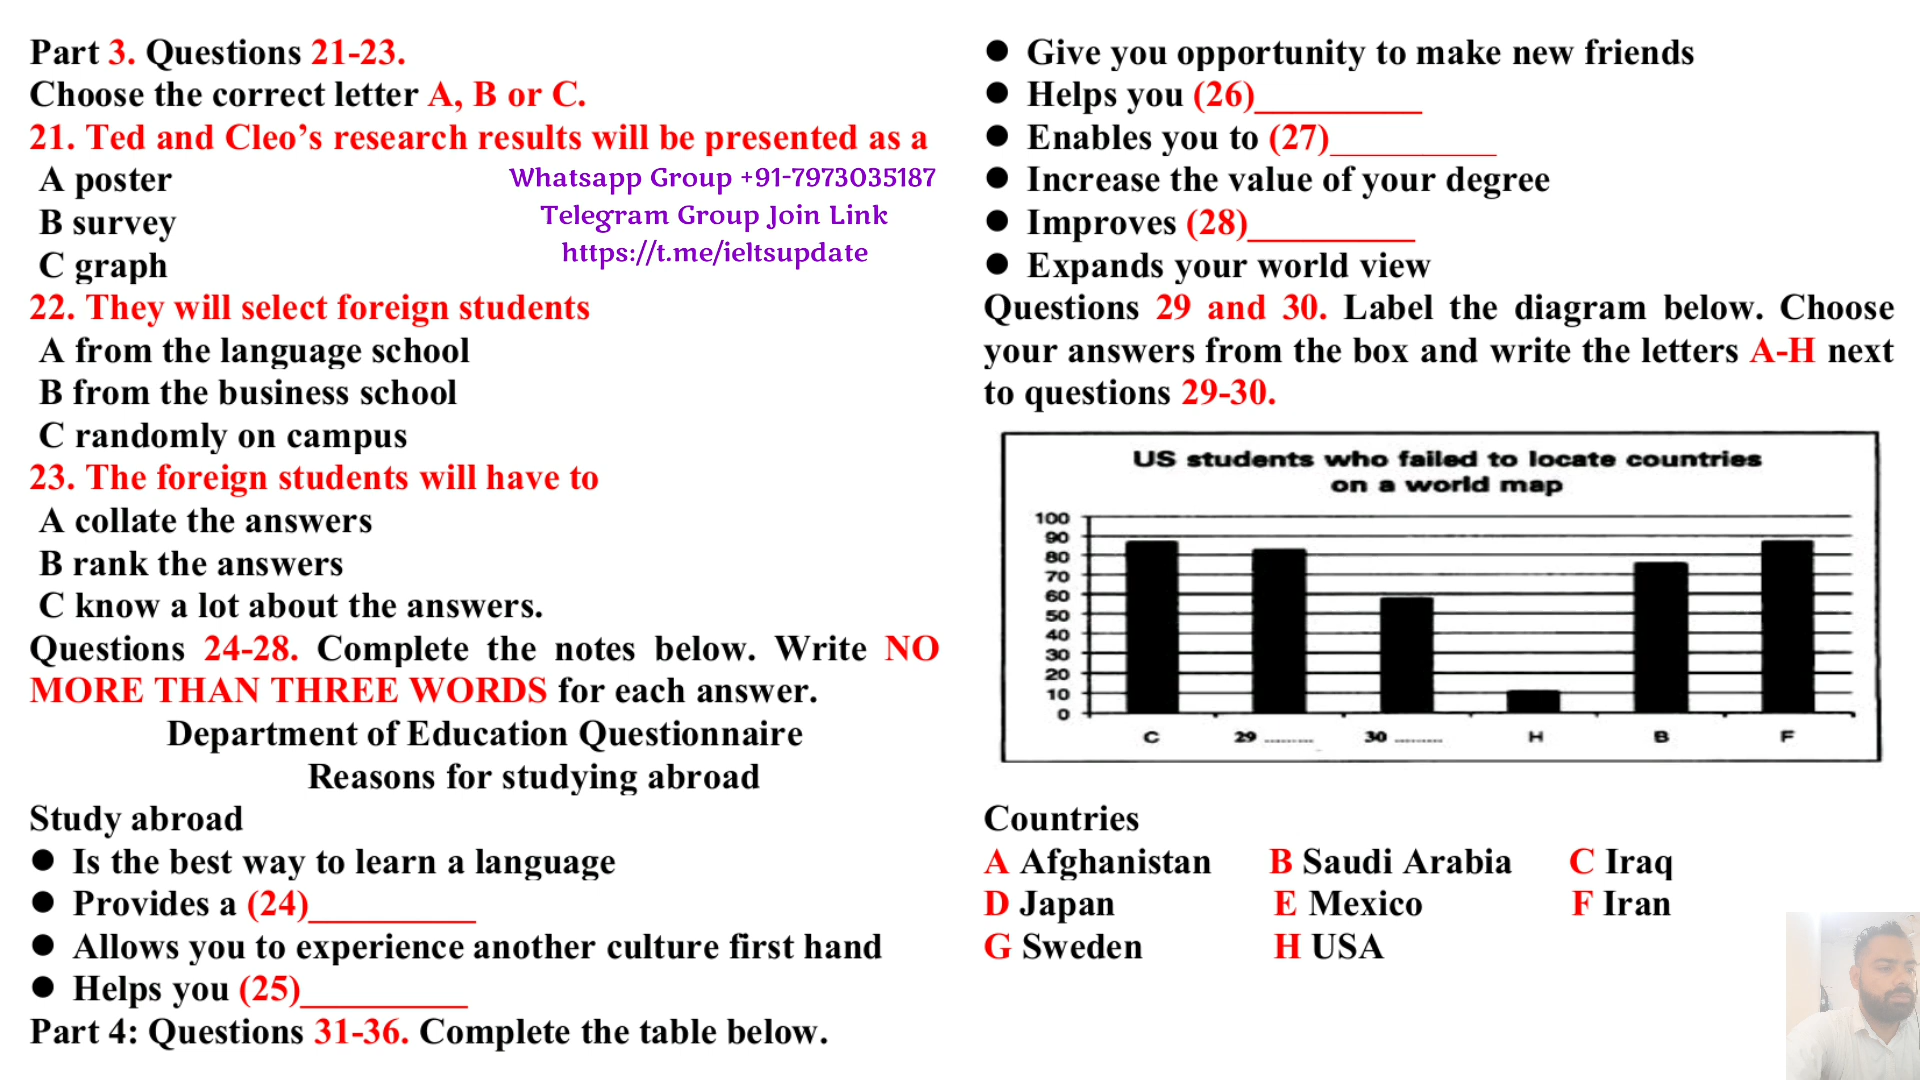 Part 3. Questions 21-23.
Choose the correct letter A, B or C.
21. Ted and Cleo’s research results will be presented as a
A poster
B survey
C graph
Whatsapp Group +91-7973035187
Telegram Group Join Link
https://t.me/ieltsupdate
22. They will select foreign students
A from the language school
B from the business school
C randomly on campus
23. The foreign students will have to
A collate the answers
B rank the answers
C know a lot about the answers.
Questions 24-28. Complete the notes below. Write NO
MORE THAN THREE WORDS for each answer.
Department of Education Questionnaire
Reasons for studying abroad
Study abroad
● Is the best way to learn a language
● Provides a (24)_________
● Allows you to experience another culture first hand
● Helps you (25)_________
Part 4: Questions 31-36. Complete the table below.
● Give you opportunity to make new friends
● Helps you (26)_________
● Enables you to (27)_________
● Increase the value of your degree
● Improves (28)_________
● Expands your world view
Questions 29 and 30. Label the diagram below. Choose
your answers from the box and write the letters A-H next
to questions 29-30.
US students who failed to locate countries
on a world map
100
90
80
70
60
50
40
30
20
10
0
C 29 .......... 30 .......... H B F
Countries
A Afghanistan B Saudi Arabia C Iraq
D Japan E Mexico F Iran
G Sweden H USA